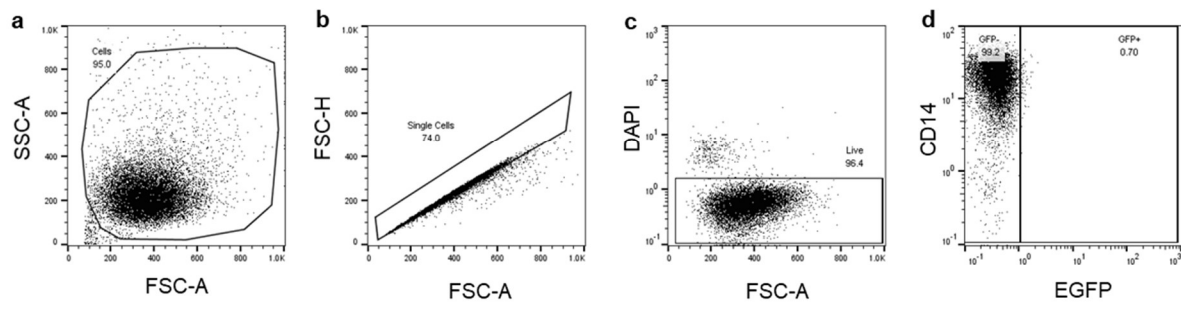 a
SSC-A
1.0K
800
600
400
200
0
Cells
95.0
0 200 400 600 800 1.0K
FSC-A
b
FSC-H
1.0K
800
600
400
200
0
Single Cells
74.0
0 200 400 600 800 1.0K
FSC-A
c
DAPI
10³
10²
10¹
10⁰
10⁻¹
Live
96.4
0 200 400 600 800 1.0K
FSC-A
d
CD14
10²
10¹
10⁰
10⁻¹
GFP-
99.2
GFP+
0.70
10⁻¹ 10⁰ 10¹ 10² 10³
EGFP